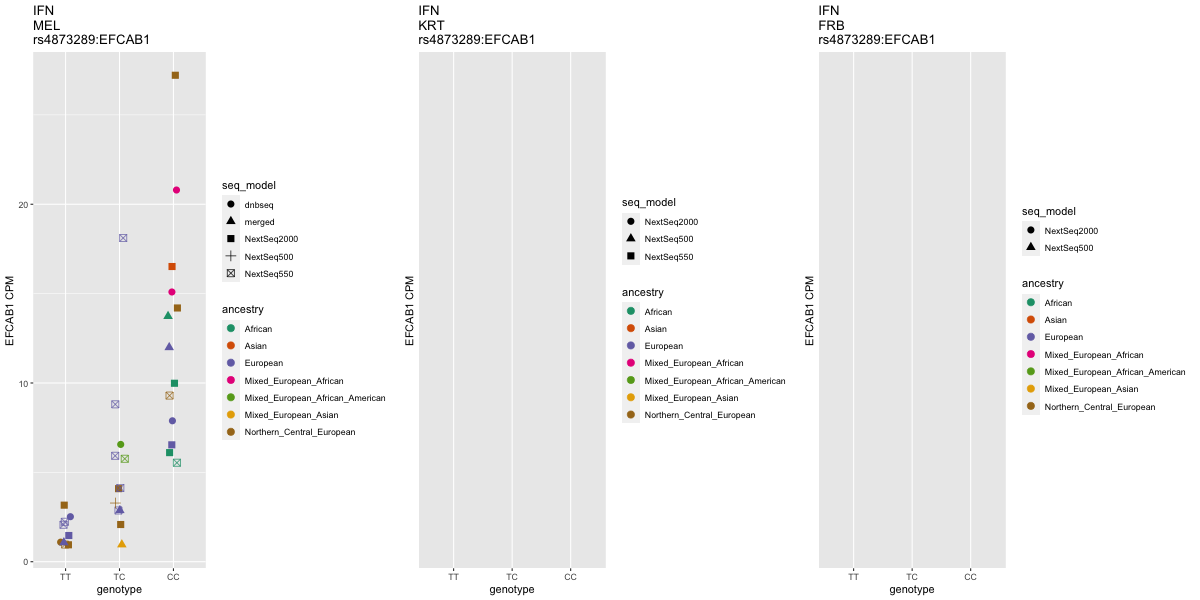 IFN
MEL
rs4873289:EFCAB1
EFCAB1 CPM
20
10
0
TT
TC
CC
genotype
seq_model
dnbseq
merged
NextSeq2000
NextSeq500
NextSeq550
ancestry
African
Asian
European
Mixed_European_African
Mixed_European_African_American
Mixed_European_Asian
Northern_Central_European
IFN
KRT
rs4873289:EFCAB1
EFCAB1 CPM
TT
TC
CC
genotype
seq_model
NextSeq2000
NextSeq500
NextSeq550
ancestry
African
Asian
European
Mixed_European_African
Mixed_European_African_American
Mixed_European_Asian
Northern_Central_European
IFN
FRB
rs4873289:EFCAB1
EFCAB1 CPM
TT
TC
CC
genotype
seq_model
NextSeq2000
NextSeq500
ancestry
African
Asian
European
Mixed_European_African
Mixed_European_African_American
Mixed_European_Asian
Northern_Central_European